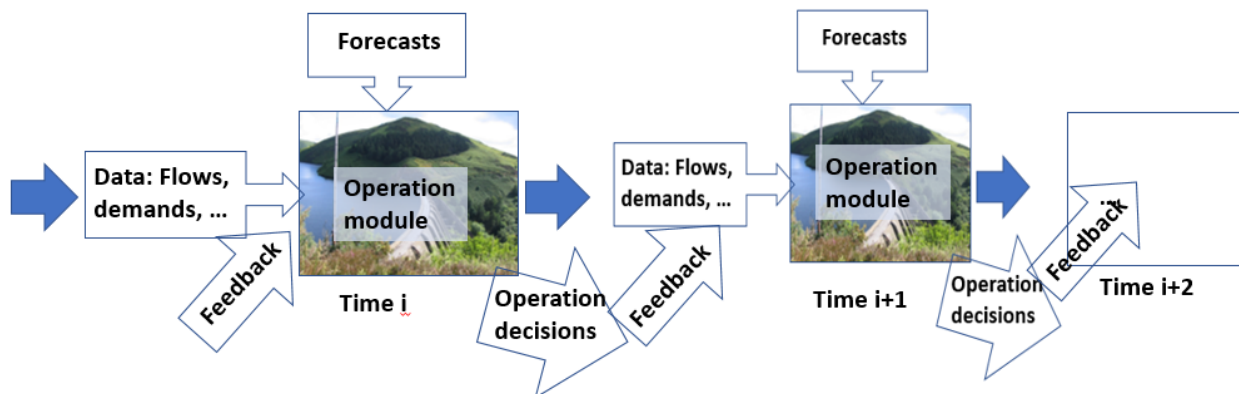 Forecasts
Data: Flows,
demands, ...
Feedback
Operation
module
Time i
Operation
decisions
Forecasts
Data: Flows,
demands, ...
Feedback
Operation
module
Time i+1
Operation
decisions
Feedback
..
Time i+2